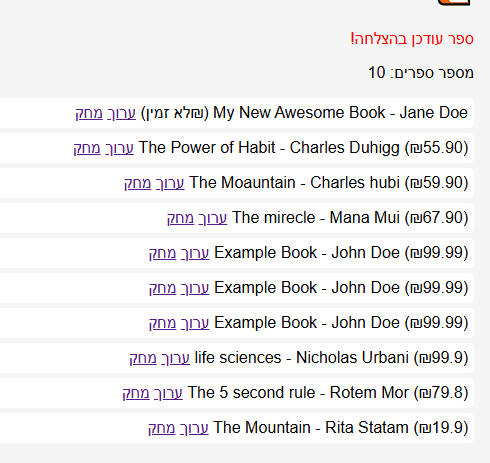 ספר עודכן בהצלחה!
מספר ספרים: 10
My New Awesome Book - Jane Doe (₪לא זמין) ערוך מחק
The Power of Habit - Charles Duhigg (₪55.90) ערוך מחק
The Moauntain - Charles hubi (₪59.90) ערוך מחק
The mirecle - Mana Mui (₪67.90) ערוך מחק
Example Book - John Doe (₪99.99) ערוך מחק
Example Book - John Doe (₪99.99) ערוך מחק
Example Book - John Doe (₪99.99) ערוך מחק
life sciences - Nicholas Urbani (₪99.9) ערוך מחק
The 5 second rule - Rotem Mor (₪79.8) ערוך מחק
The Mountain - Rita Statam (₪19.9) ערוך מחק